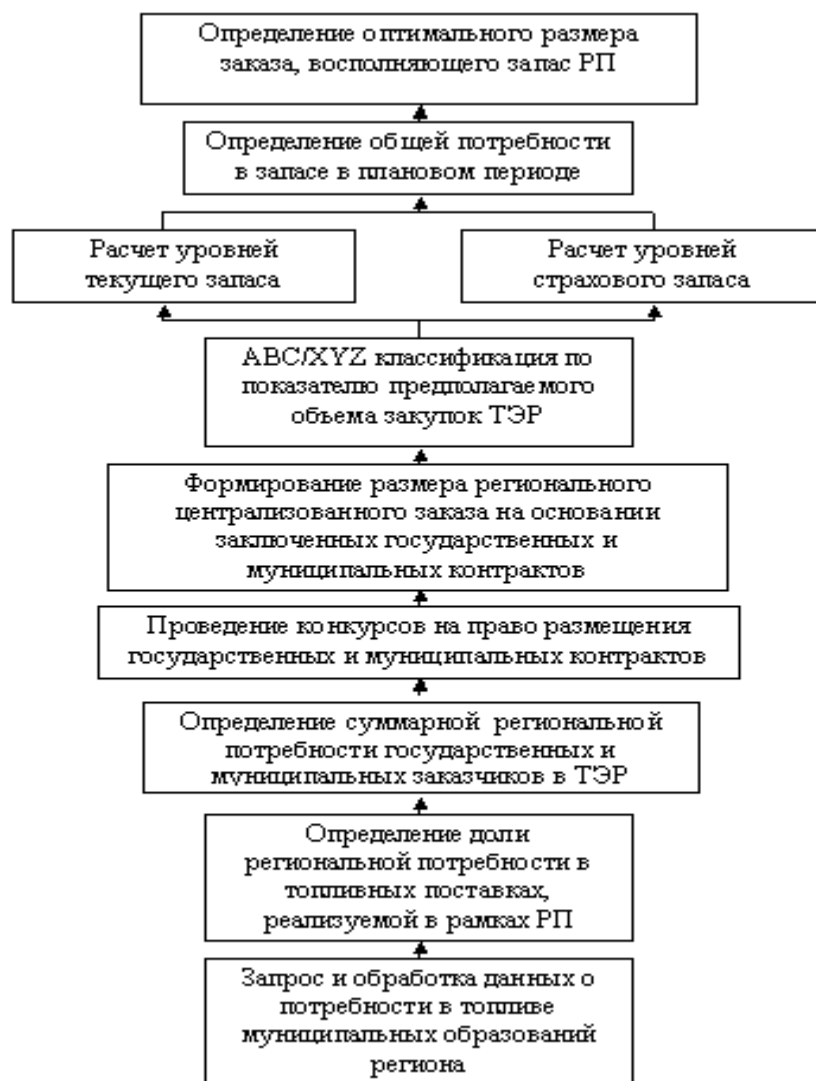 Определение оптимального размера
заказа, восполняющего запас РП
Определение общей потребности
в запасе в плановом периоде
Расчет уровней
текущего запаса
Расчет уровней
страхового запаса
ABC/XYZ классификация по
показателю предполагаемого
объема закупок ТЭР
Формирование размера регионального
централизованного заказа на основании
заключенных государственных и
муниципальных контрактов
Проведение конкурсов на право размещения
государственных и муниципальных контрактов
Определение суммарной региональной
потребности государственных и
муниципальных заказчиков в ТЭР
Определение доли
региональной потребности в
топливных поставках,
реализуемой в рамках РП
Запрос и обработка данных о
потребности в топливе
муниципальных образований
региона